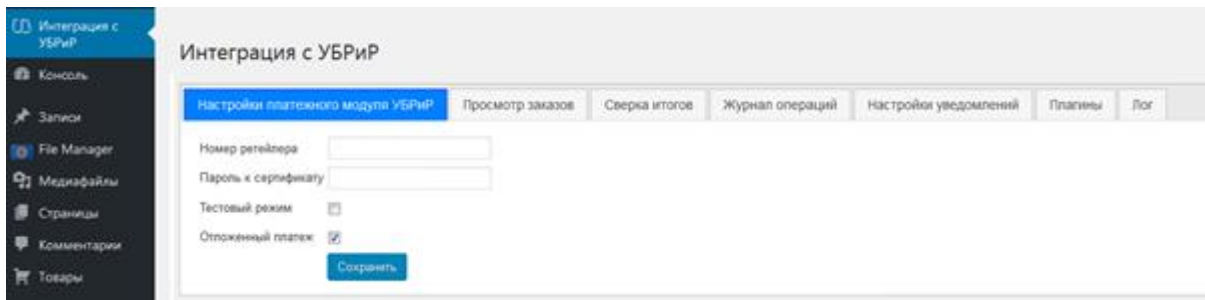 Интеграция с
УБРиР
Консоль
Записи
File Manager
Медиафайлы
Страницы
Комментарии
Товары
Интеграция с УБРиР
Настройки платежного модуля УБРиР Просмотр заказов Сверка итогов Журнал операций Настройки уведомлений Плагины Лог
Номер ретейлера
Пароль к сертификату
Тестовый режим
Отложенный платеж
Сохранить